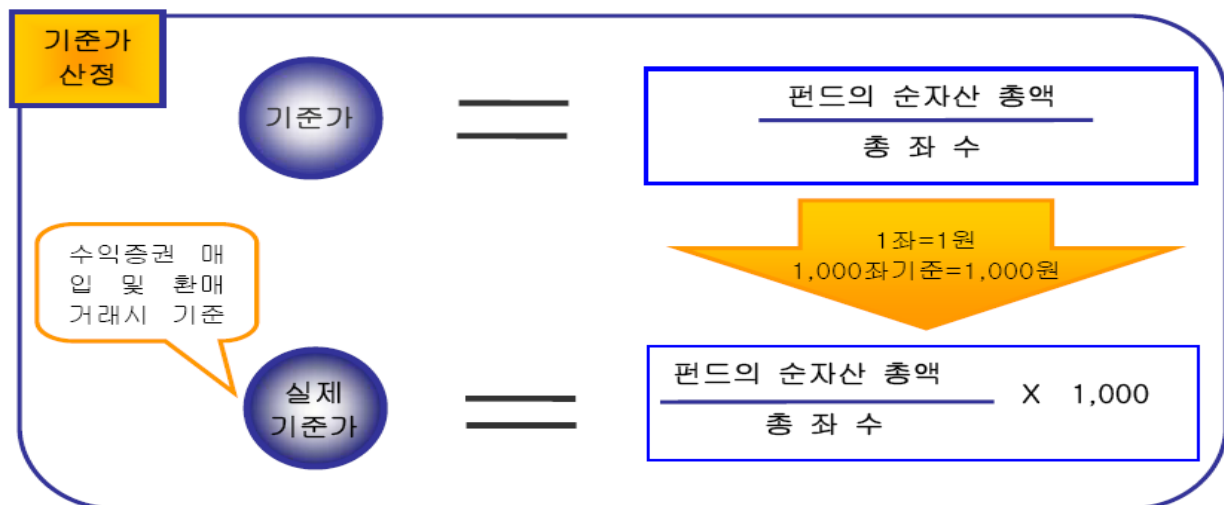 기준가
산정
기준가
펀드의 순자산 총액
총 좌 수
1좌=1원
1,000좌기준=1,000원
수익증권 매
입 및 환매
거래시 기준
실제
기준가
펀드의 순자산 총액
X 1,000
총 좌 수